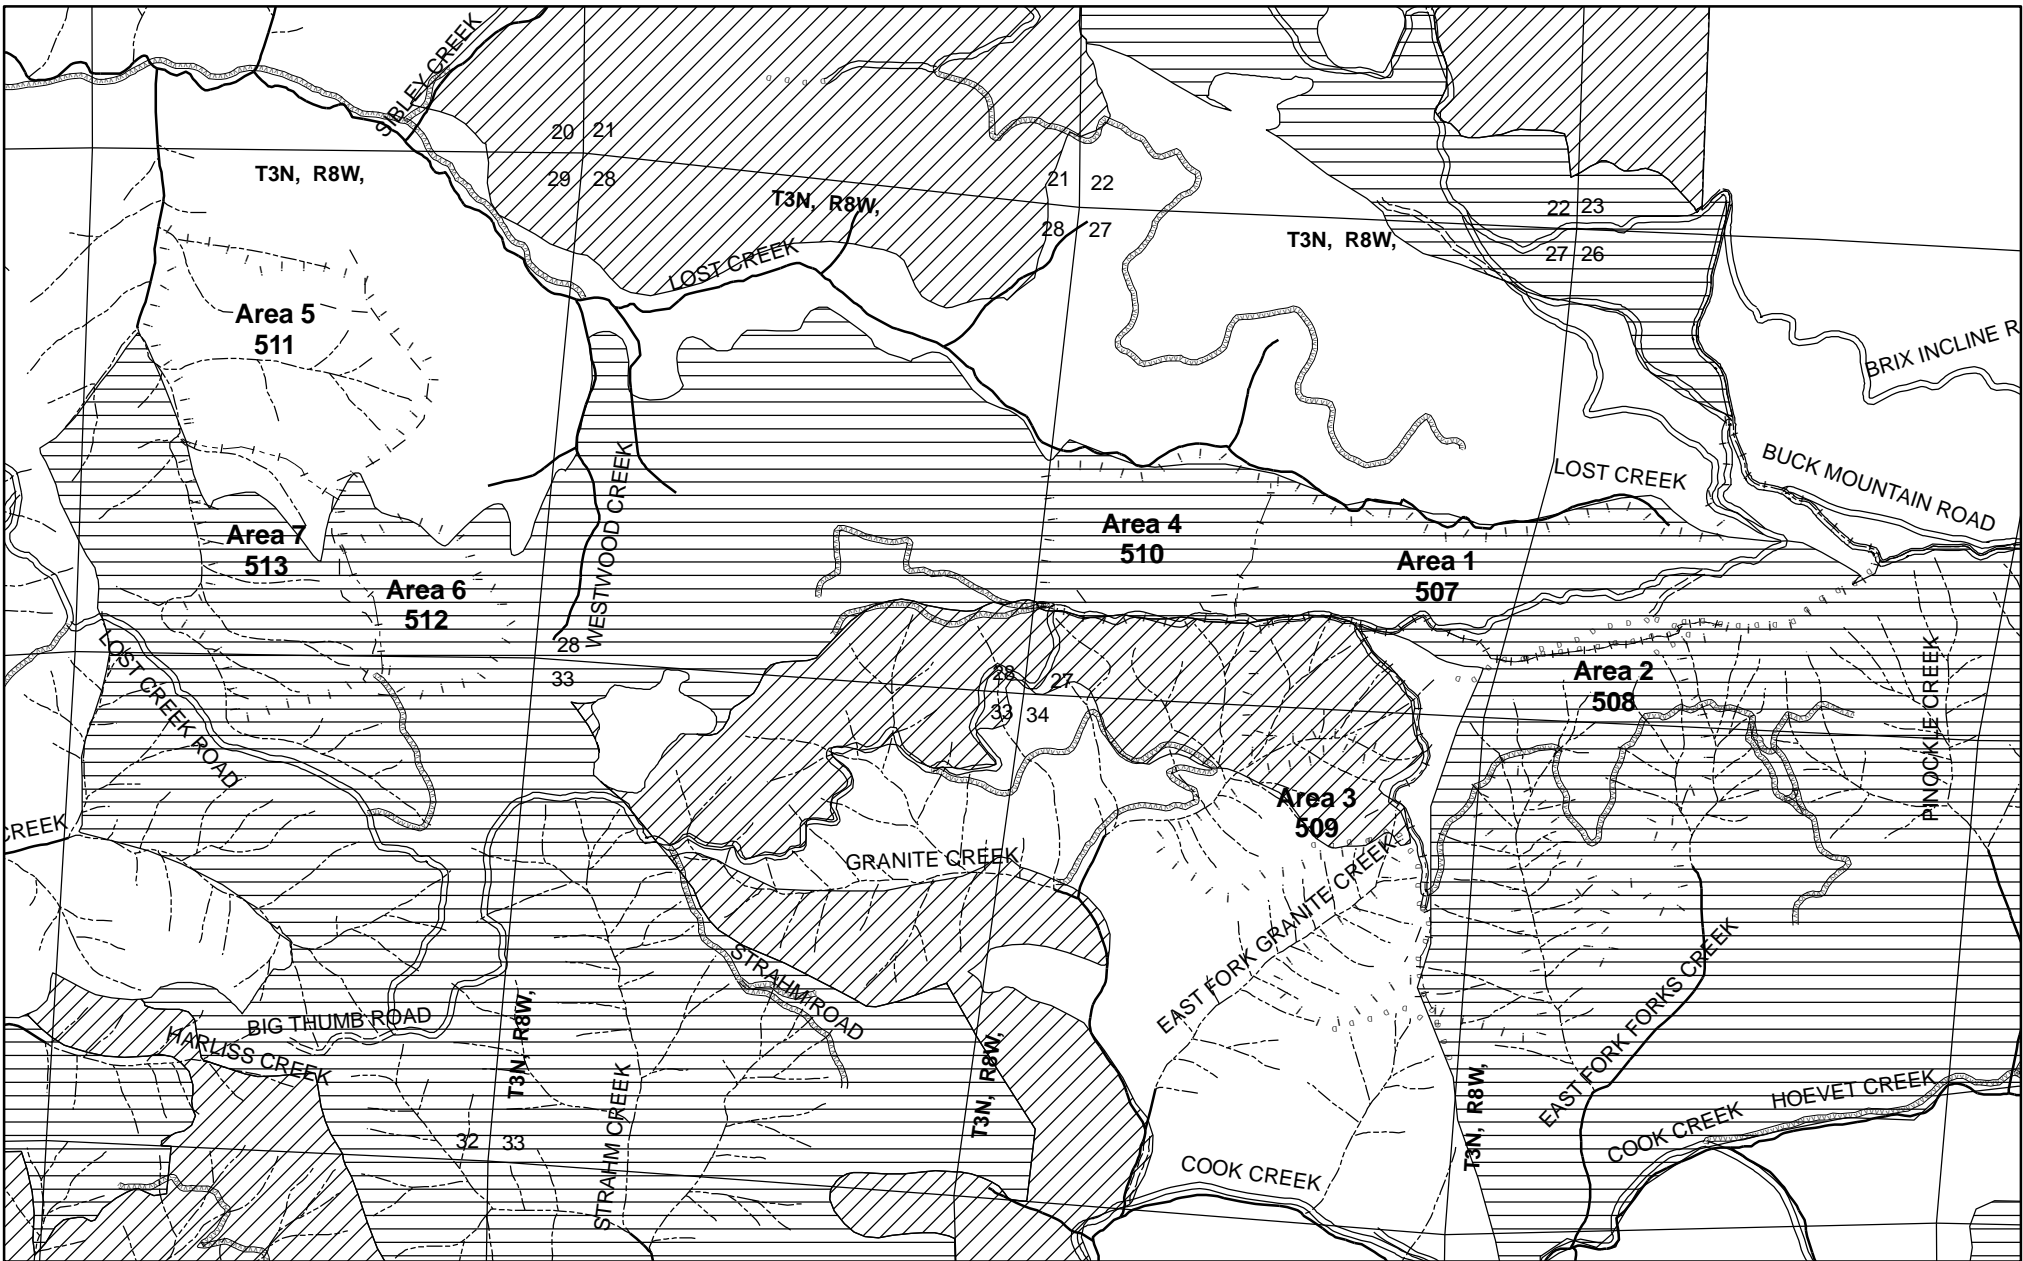 SIBLEY CREEK
20 21
29 28
T3N, R8W,
T3N, R8W,
21 22
28 27
T3N, R8W,
22 23
27 26
LOST CREEK
Area 5
511
BRIX INCLINE R
BUCK MOUNTAIN ROAD
LOST CREEK
WESTWOOD CREEK
Area 4
510
Area 1
507
Area 7
513
Area 6
512
28
33
LOST CREEK ROAD
28 27
33 34
Area 2
508
PINOCKLE CREEK
Area 3
509
CREEK
GRANITE CREEK
EAST FORK GRANITE CREEK
STRAHM ROAD
EAST FORK FORKS CREEK
BIG THUMB ROAD
HARLISS CREEK
T3N, R8W,
T3N, R8W,
T3N, R8W,
STRAHM CREEK
HOEVET CREEK
COOK CREEK
32 33
COOK CREEK